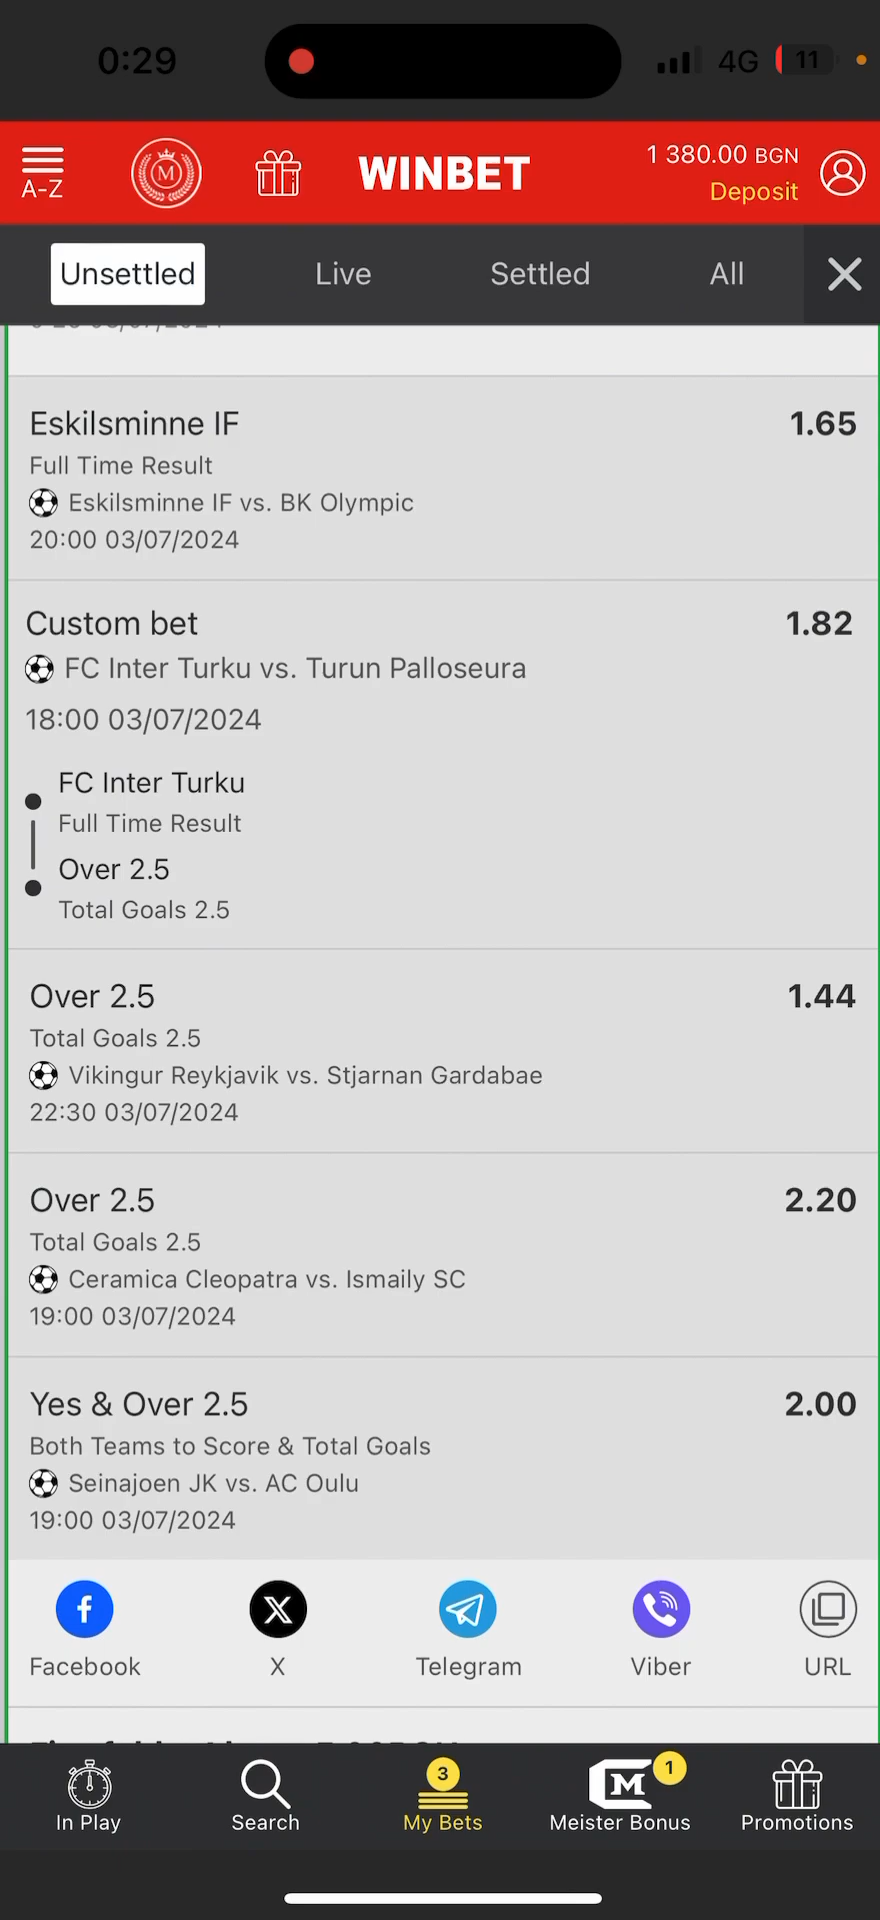 0:29
4G
11
A-Z
M
WINBET
1 380.00 BGN
Deposit
Unsettled
Live
Settled
All
Eskilsminne IF
1.65
Full Time Result
Eskilsminne IF vs. BK Olympic
20:00 03/07/2024
Custom bet
1.82
FC Inter Turku vs. Turun Palloseura
18:00 03/07/2024
FC Inter Turku
Full Time Result
Over 2.5
Total Goals 2.5
Over 2.5
1.44
Total Goals 2.5
Vikingur Reykjavik vs. Stjarnan Gardabae
22:30 03/07/2024
Over 2.5
2.20
Total Goals 2.5
Ceramica Cleopatra vs. Ismaily SC
19:00 03/07/2024
Yes & Over 2.5
2.00
Both Teams to Score & Total Goals
Seinajoen JK vs. AC Oulu
19:00 03/07/2024
Facebook
X
Telegram
Viber
URL
3
M
1
In Play
Search
My Bets
Meister Bonus
Promotions